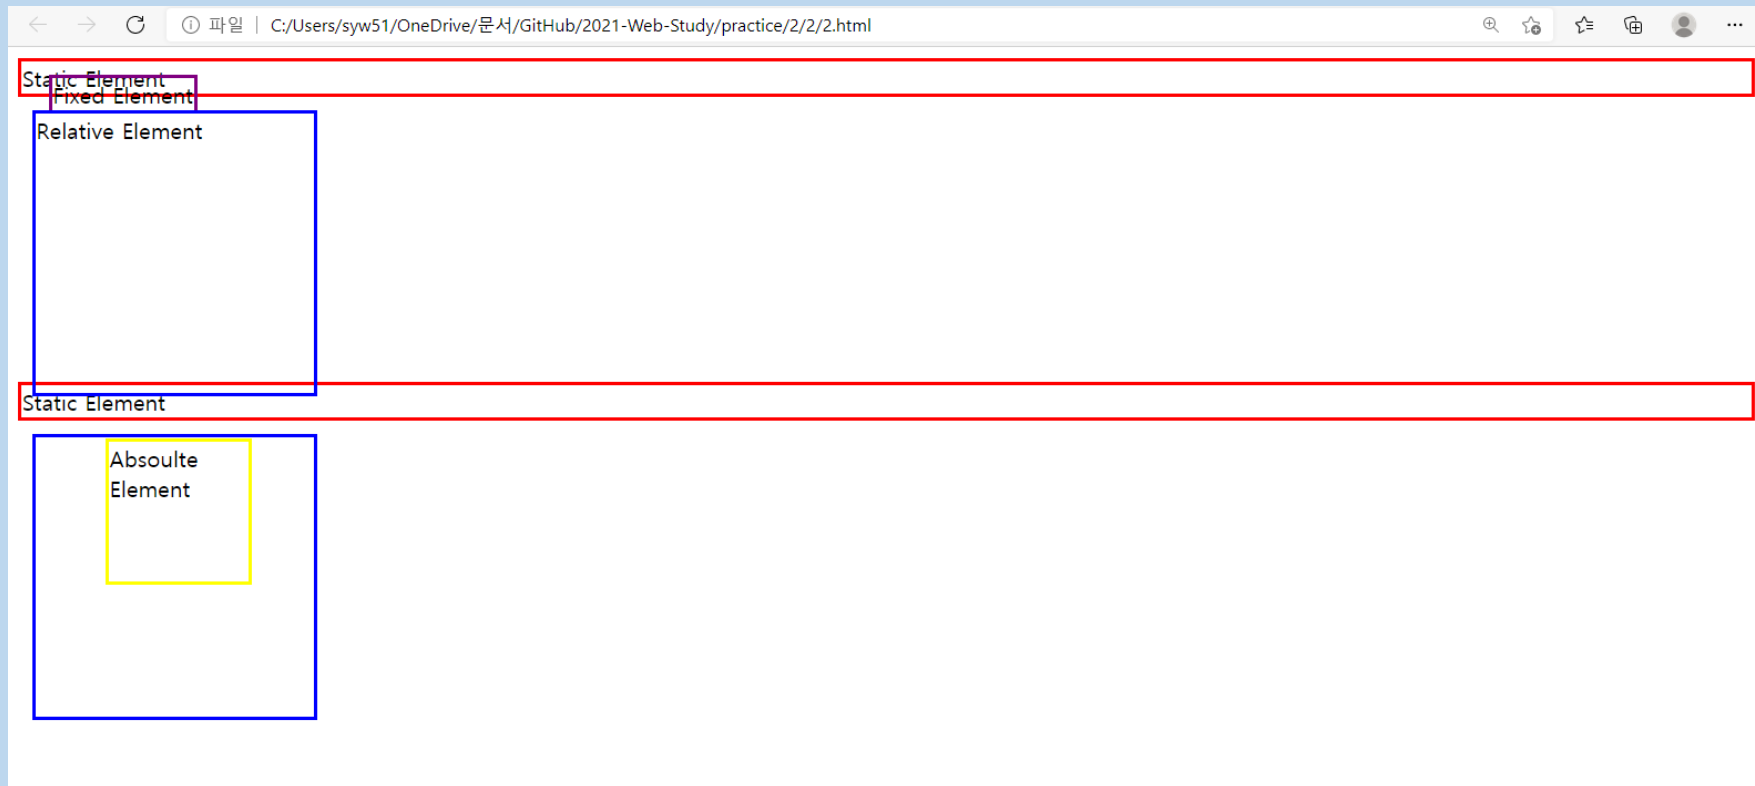 파일 | C:/Users/syw51/OneDrive/문서/GitHub/2021-Web-Study/practice/2/2/2.html
Static Element
Fixed Element
Relative Element
Static Element
Absoulte
Element